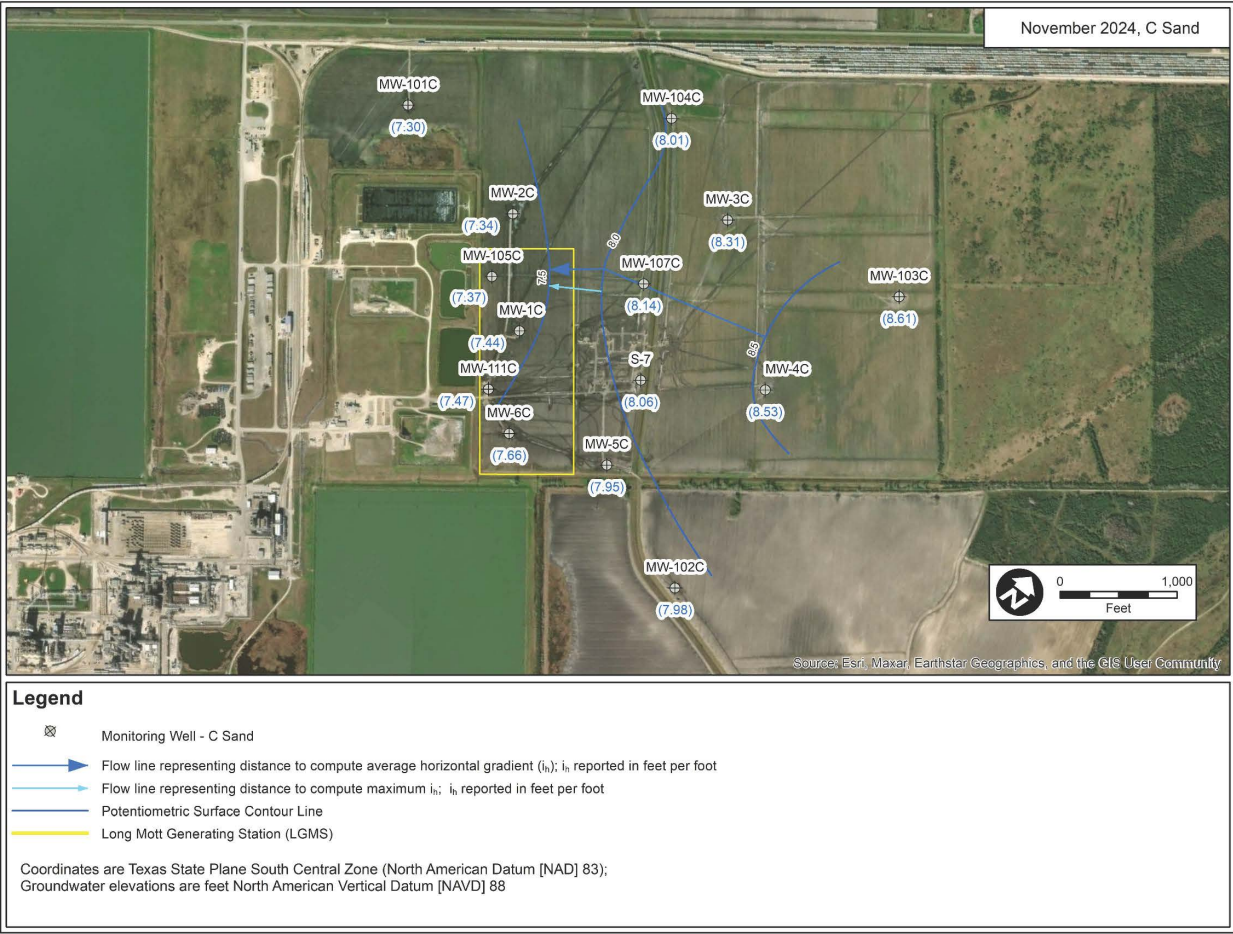 November 2024, C Sand
MW-101C
(7.30)
MW-104C
(8.01)
MW-2C
(7.34)
MW-3C
(8.31)
8.0
MW-105C
(7.37)
7.5
MW-107C
(8.14)
MW-103C
(8.61)
MW-1C
(7.44)
8.5
MW-111C
(7.47)
S-7
(8.06)
MW-4C
(8.53)
MW-6C
(7.66)
MW-5C
(7.95)
MW-102C
(7.98)
N
0 1,000
Feet
Source: Esri, Maxar, Earthstar Geographics, and the GIS User Community
Legend
Monitoring Well - C Sand
Flow line representing distance to compute average horizontal gradient (iₕ); iₕ reported in feet per foot
Flow line representing distance to compute maximum iₕ; iₕ reported in feet per foot
Potentiometric Surface Contour Line
Long Mott Generating Station (LGMS)
Coordinates are Texas State Plane South Central Zone (North American Datum [NAD] 83);
Groundwater elevations are feet North American Vertical Datum [NAVD] 88